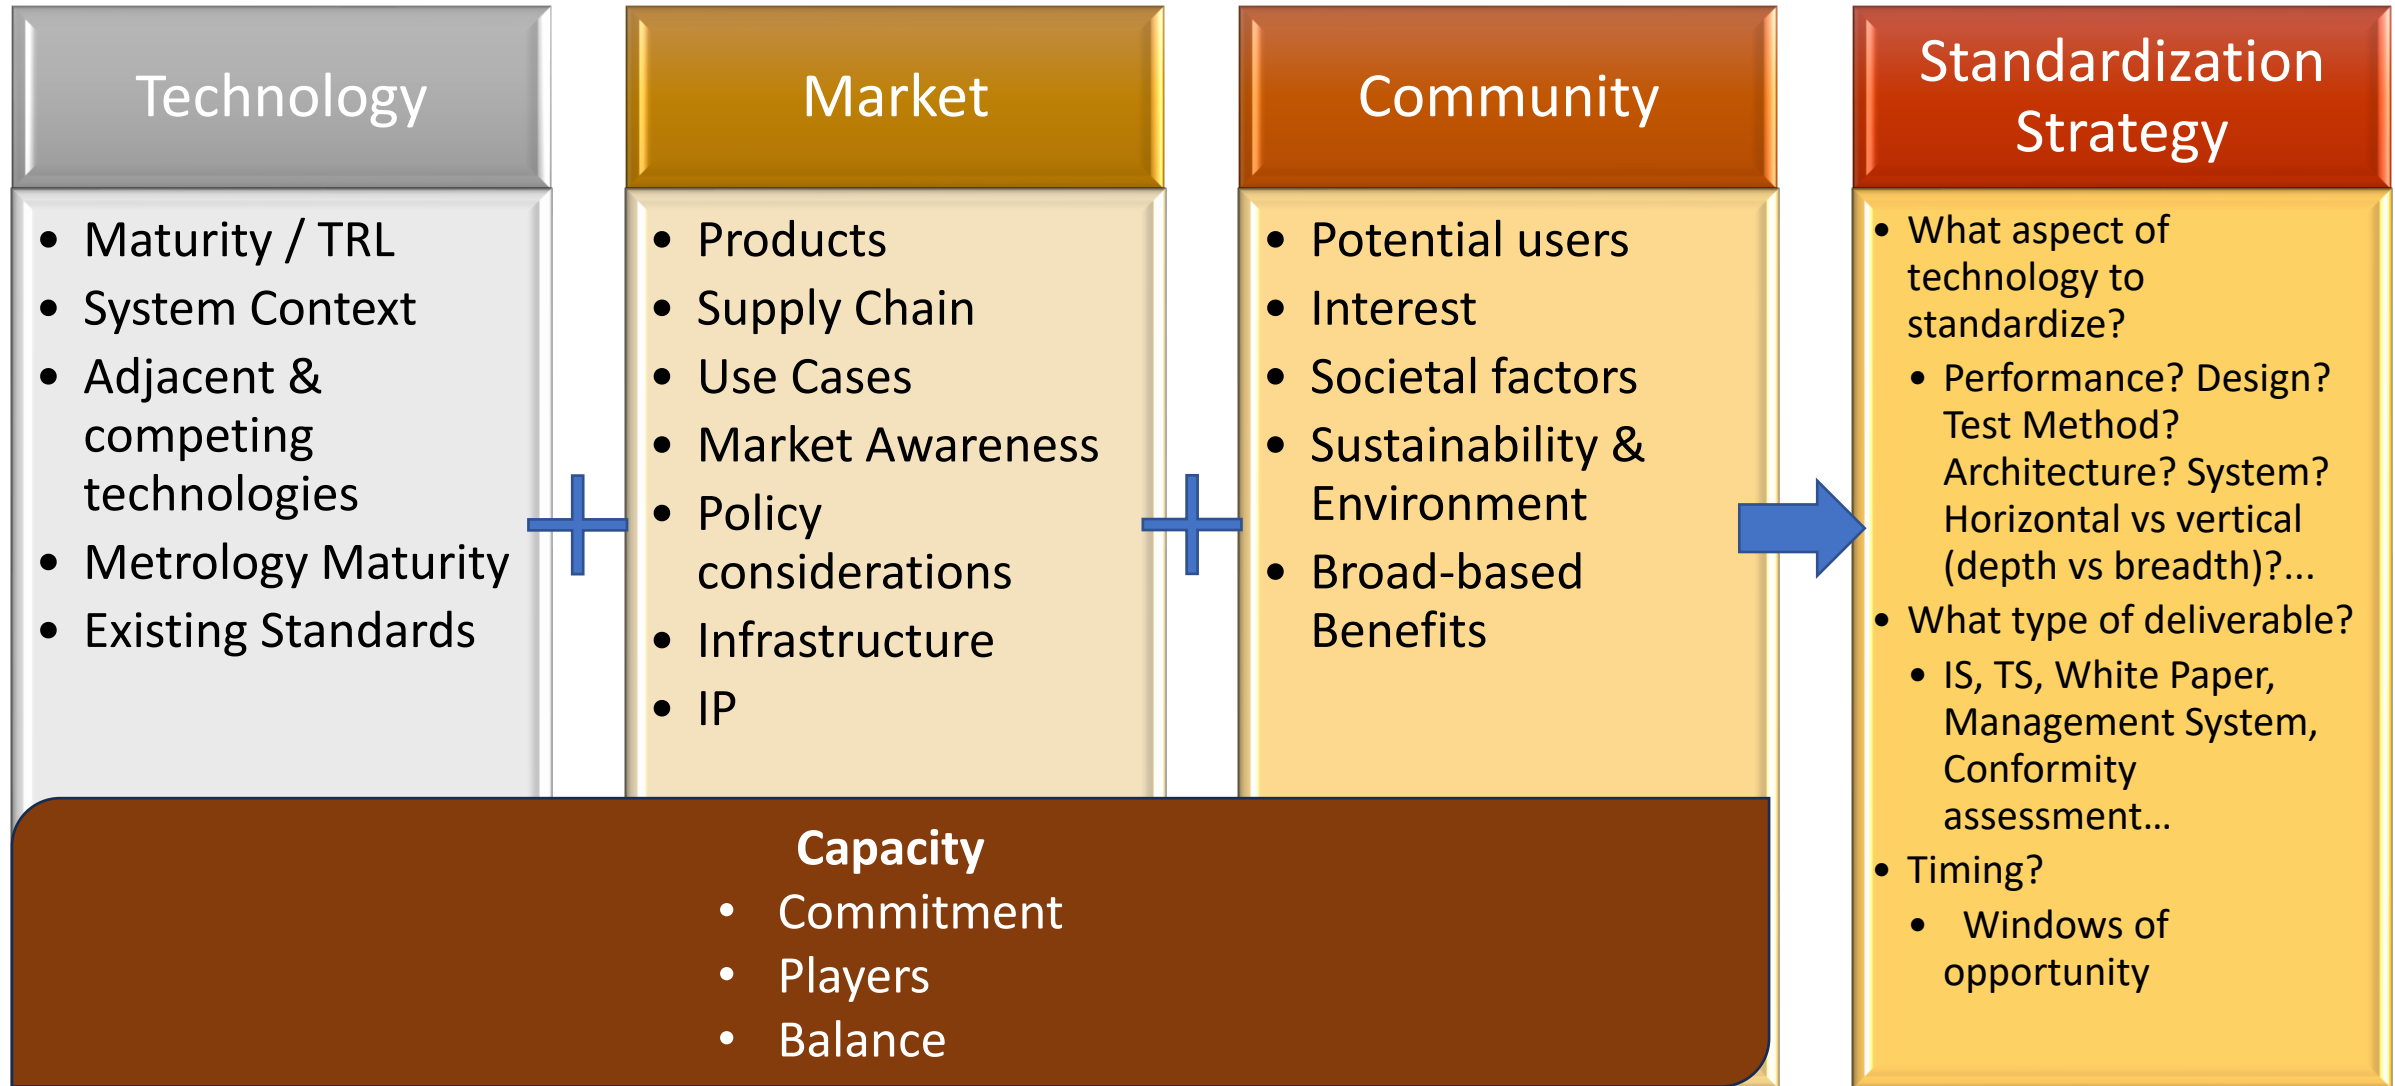 Technology
• Maturity / TRL
• System Context
• Adjacent &
competing
technologies
• Metrology Maturity
• Existing Standards
Market
• Products
• Supply Chain
• Use Cases
• Market Awareness
• Policy
considerations
• Infrastructure
• IP
Community
• Potential users
• Interest
• Societal factors
• Sustainability &
Environment
• Broad-based
Benefits
Capacity
• Commitment
• Players
• Balance
Standardization
Strategy
• What aspect of
technology to
standardize?
• Performance? Design?
Test Method?
Architecture? System?
Horizontal vs vertical
(depth vs breadth)?...
• What type of deliverable?
• IS, TS, White Paper,
Management System,
Conformity
assessment...
• Timing?
• Windows of
opportunity